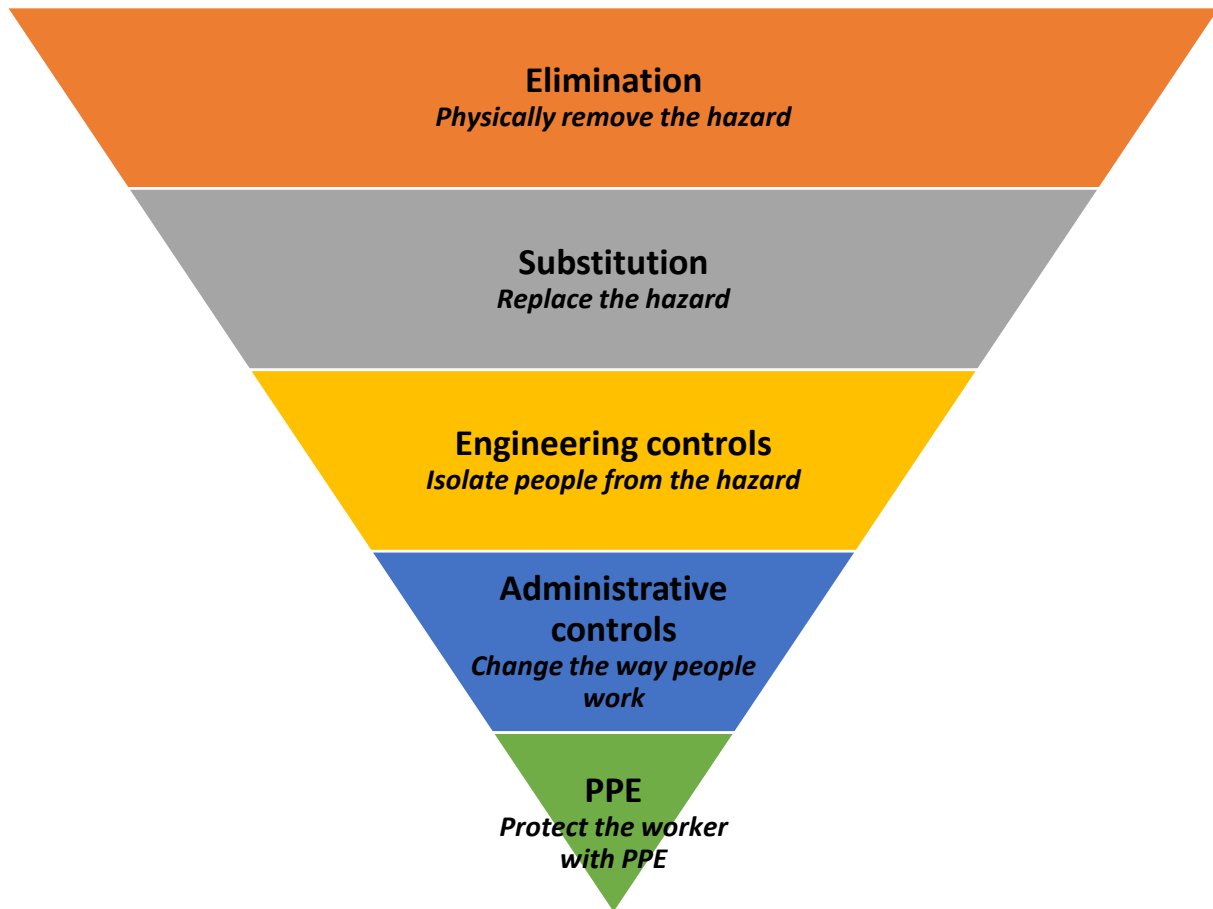 Elimination
Physically remove the hazard
Substitution
Replace the hazard
Engineering controls
Isolate people from the hazard
Administrative
controls
Change the way people
work
PPE
Protect the worker
with PPE